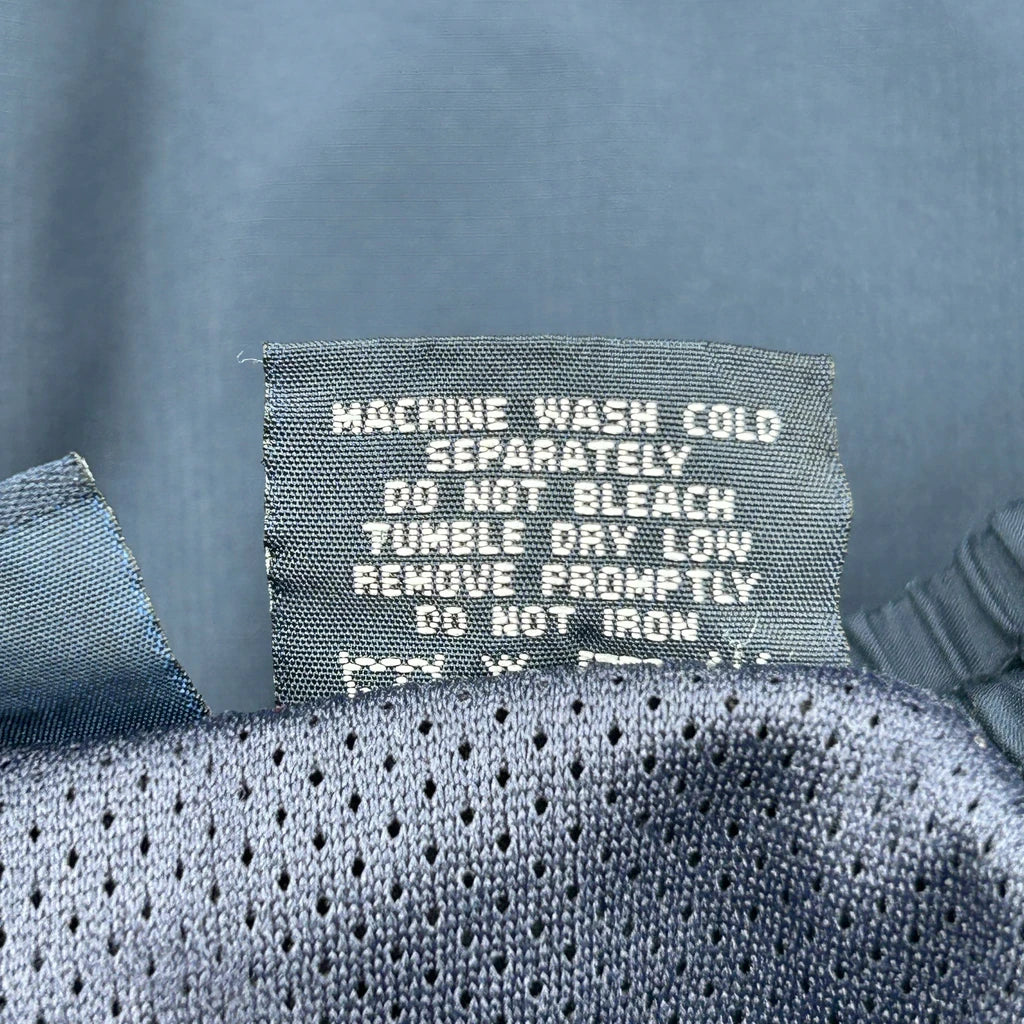 MACHINE WASH COLD
SEPARATELY
DO NOT BLEACH
TUMBLE DRY LOW
REMOVE PROMPTLY
DO NOT IRON